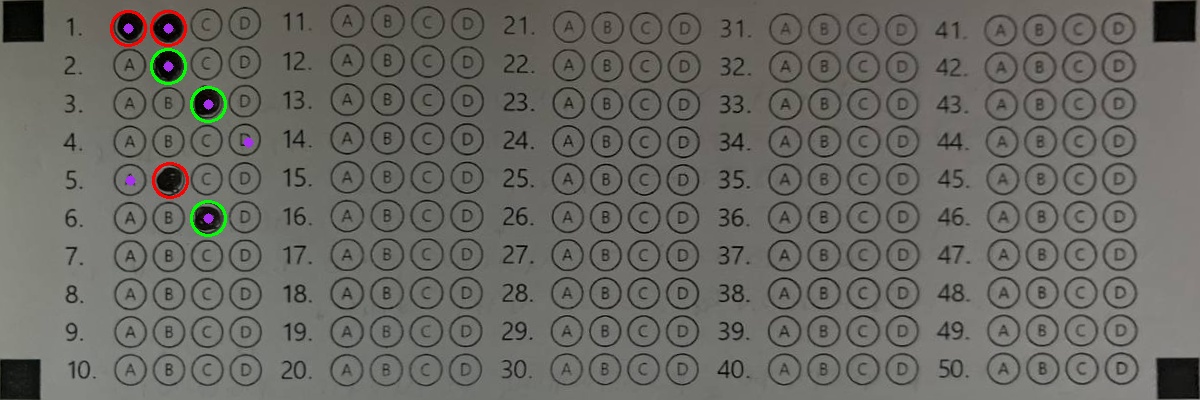 1. C D 11. A B C D 21. A B C D 31. A B C D 41. A B C D
2. A C D 12. A B C D 22. A B C D 32. A B C D 42. A B C D
3. A B D 13. A B C D 23. A B C D 33. A B C D 43. A B C D
4. A B C D 14. A B C D 24. A B C D 34. A B C D 44. A B C D
5. A C D 15. A B C D 25. A B C D 35. A B C D 45. A B C D
6. A B D 16. A B C D 26. A B C D 36. A B C D 46. A B C D
7. A B C D 17. A B C D 27. A B C D 37. A B C D 47. A B C D
8. A B C D 18. A B C D 28. A B C D 38. A B C D 48. A B C D
9. A B C D 19. A B C D 29. A B C D 39. A B C D 49. A B C D
10. A B C D 20. A B C D 30. A B C D 40. A B C D 50. A B C D